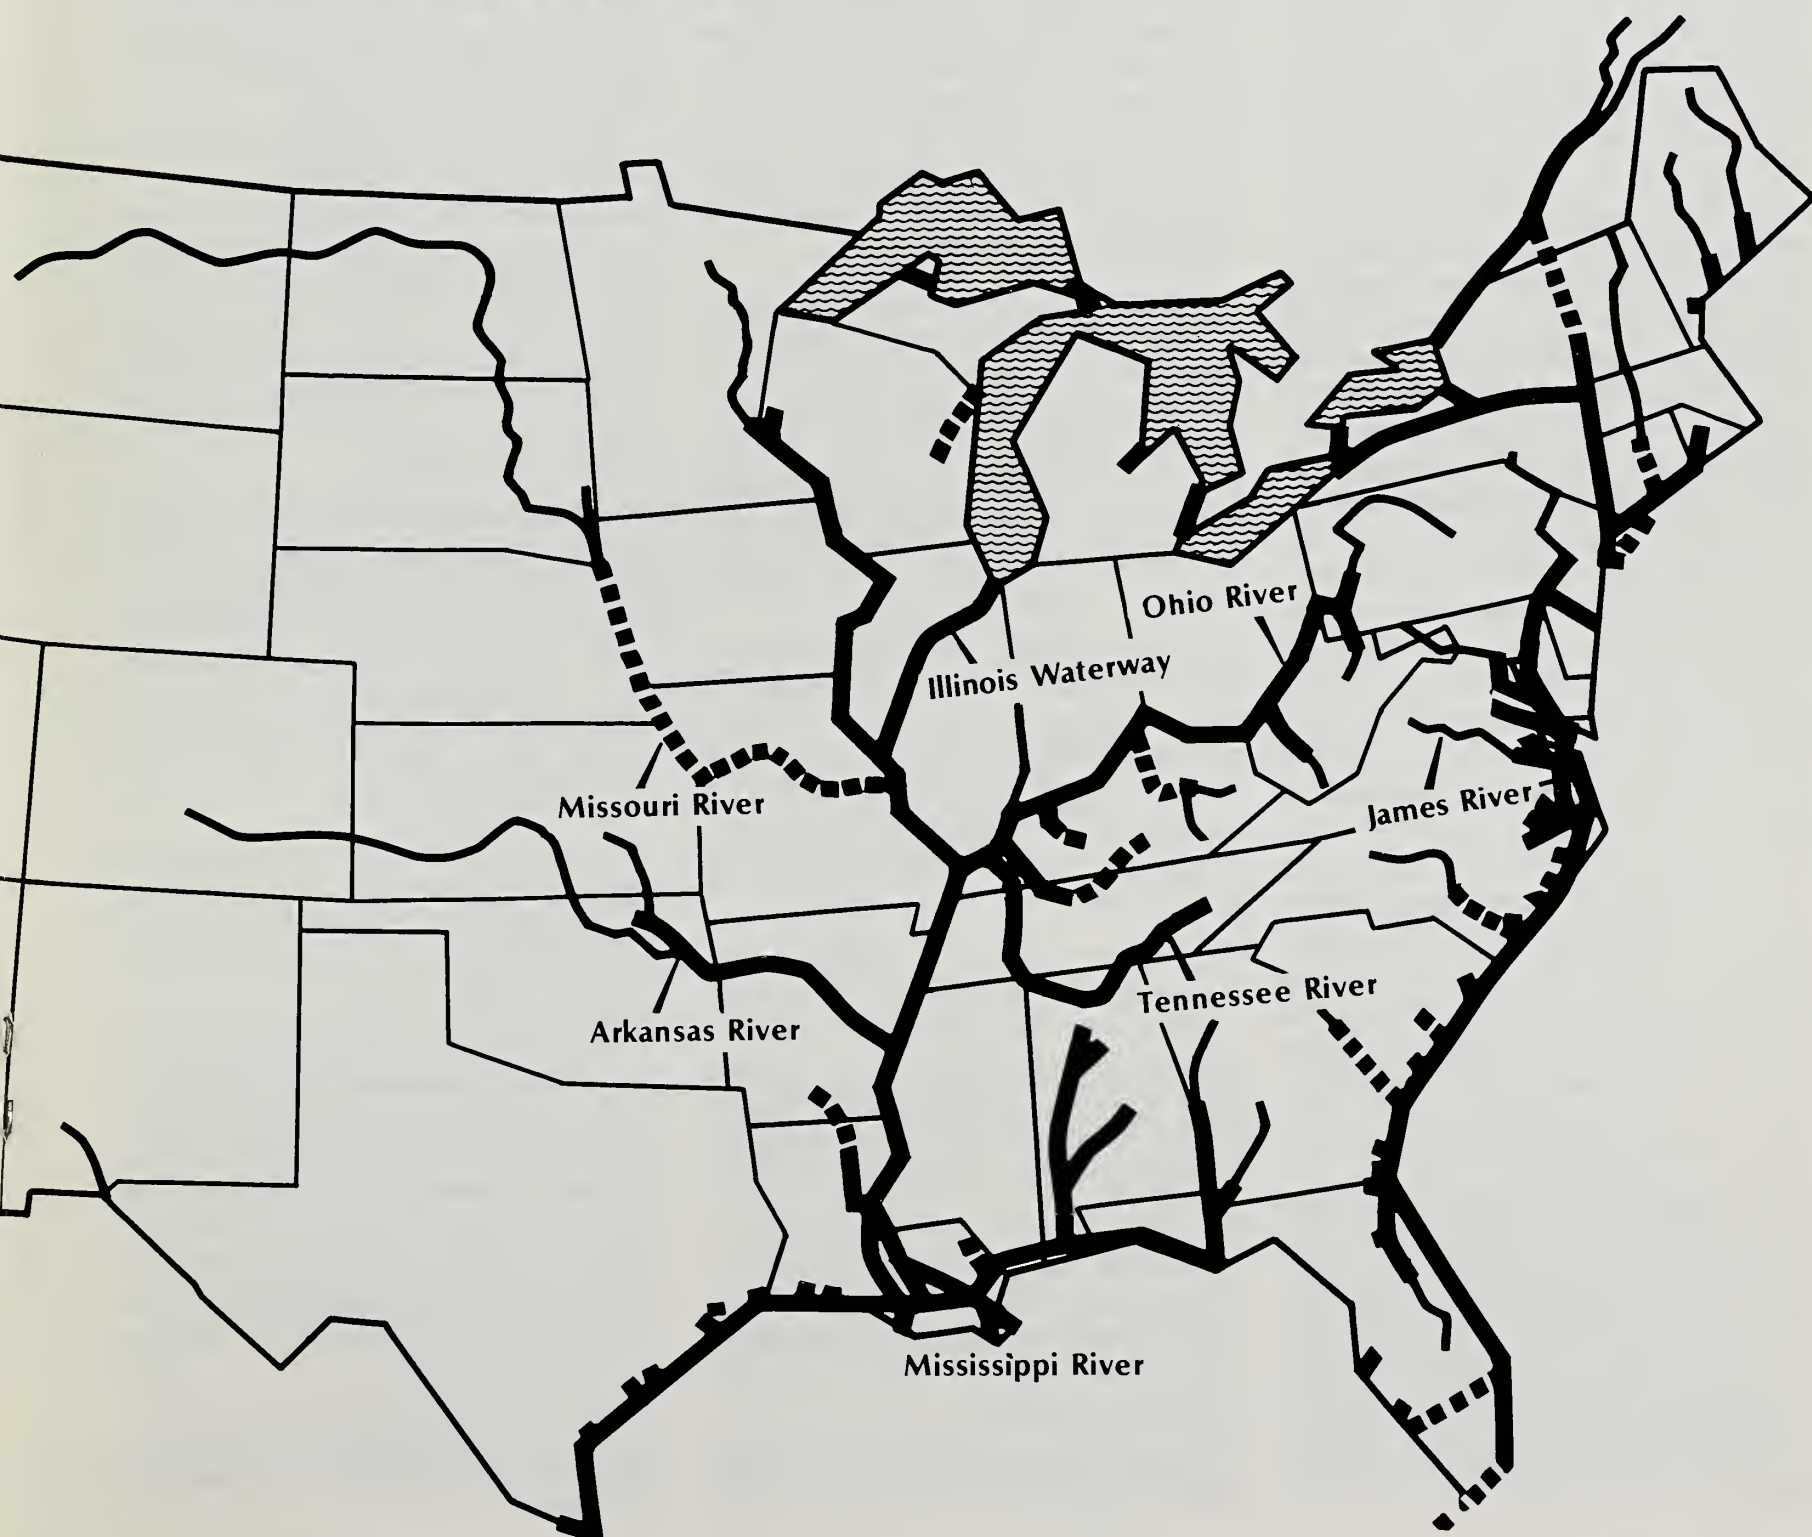 Ohio River
Illinois Waterway
Missouri River
James River
Tennessee River
Arkansas River
Mississippi River